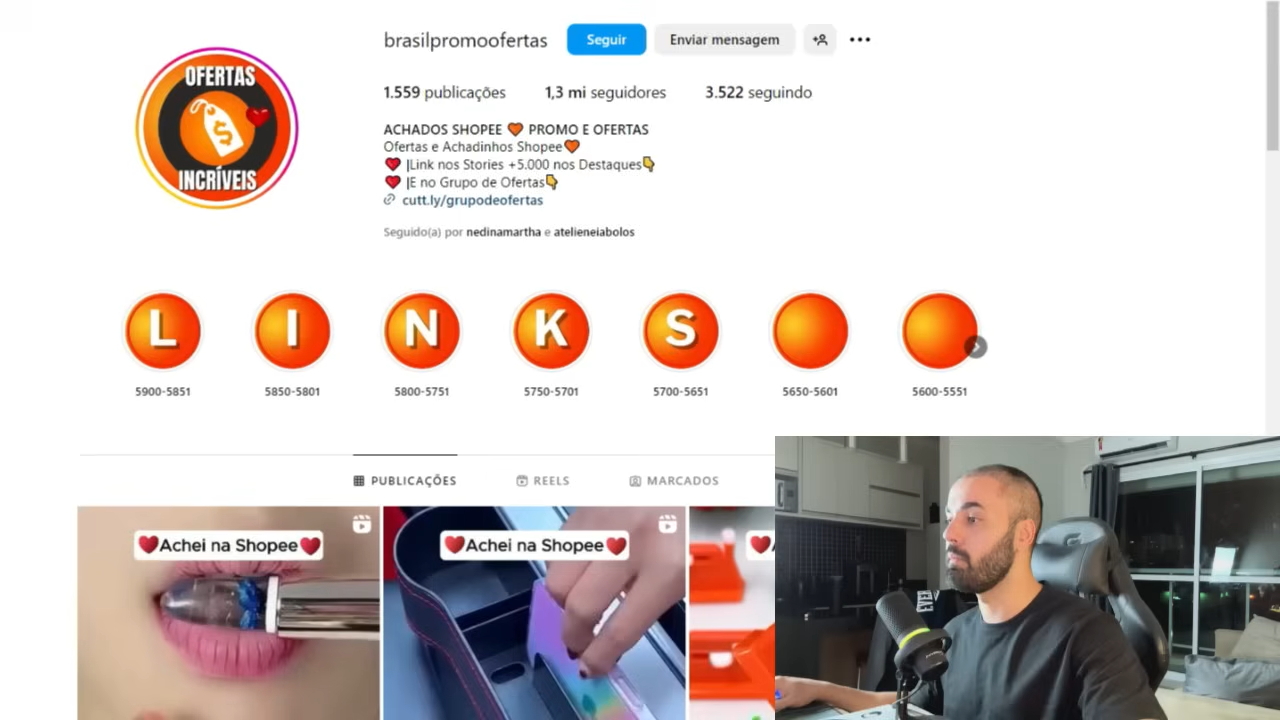 OFERTAS
INCRÍVEIS
brasilpromoofertas
Seguir
Enviar mensagem
1.559 publicações
1,3 mi seguidores
3.522 seguindo
ACHADOS SHOPEE 🧡 PROMO E OFERTAS
Ofertas e Achadinhos Shopee🧡
❤️ |Link nos Stories +5.000 nos Destaques👇
❤️ |E no Grupo de Ofertas👇
cutt.ly/grupodeofertas
Seguido(a) por nedinamartha e atelieneiabolos
L
I
N
K
S
5900-5851
5850-5801
5800-5751
5750-5701
5700-5651
5650-5601
5600-5551
PUBLICAÇÕES
REELS
MARCADOS
❤️Achei na Shopee❤️
❤️Achei na Shopee❤️